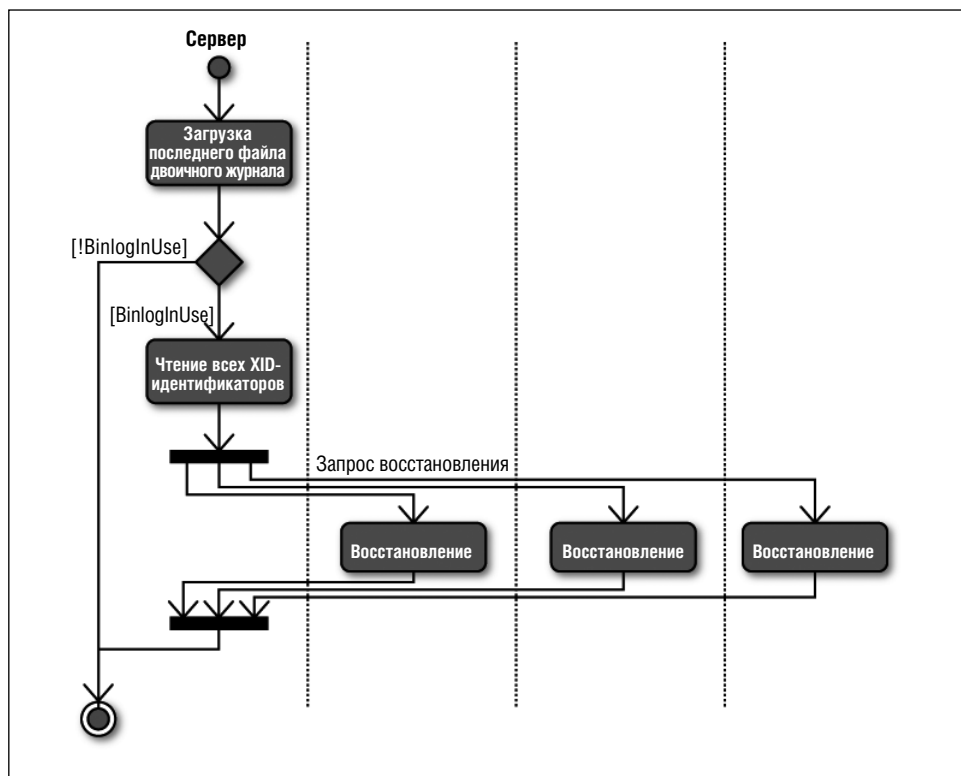 Сервер
Загрузка
последнего файла
двоичного журнала
[!BinlogInUse]
[BinlogInUse]
Чтение всех XID-
идентификаторов
Запрос восстановления
Восстановление
Восстановление
Восстановление